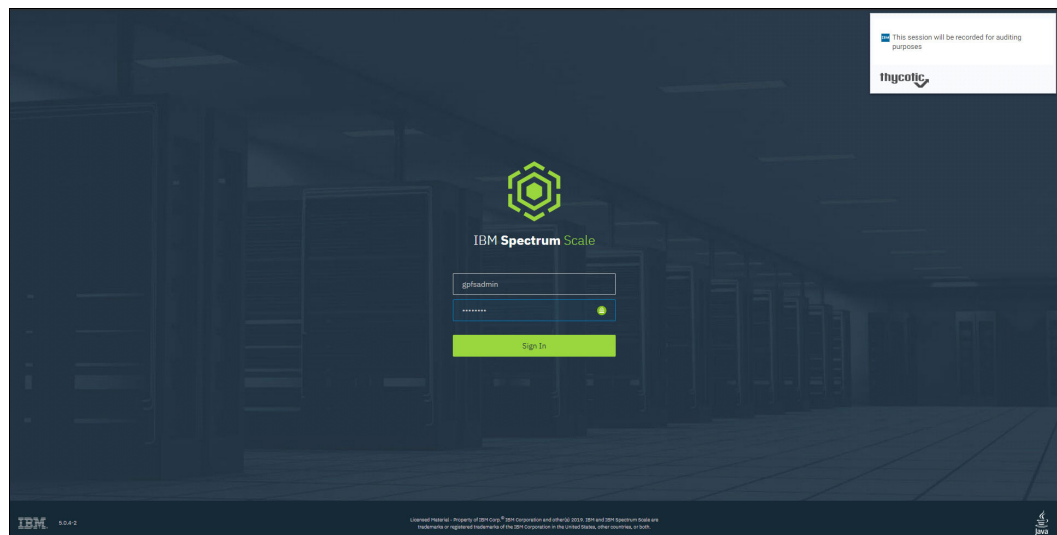 This session will be recorded for auditing
purposes
thycotic
IBM Spectrum Scale
gpfsadmin
••••••••
Sign In
IBM
5.0.4-2
Licensed Material - Property of IBM Corp.® IBM Corporation and other(s) 2019. IBM and IBM Spectrum Scale are
trademarks or registered trademarks of the IBM Corporation in the United States, other countries, or both.
Java